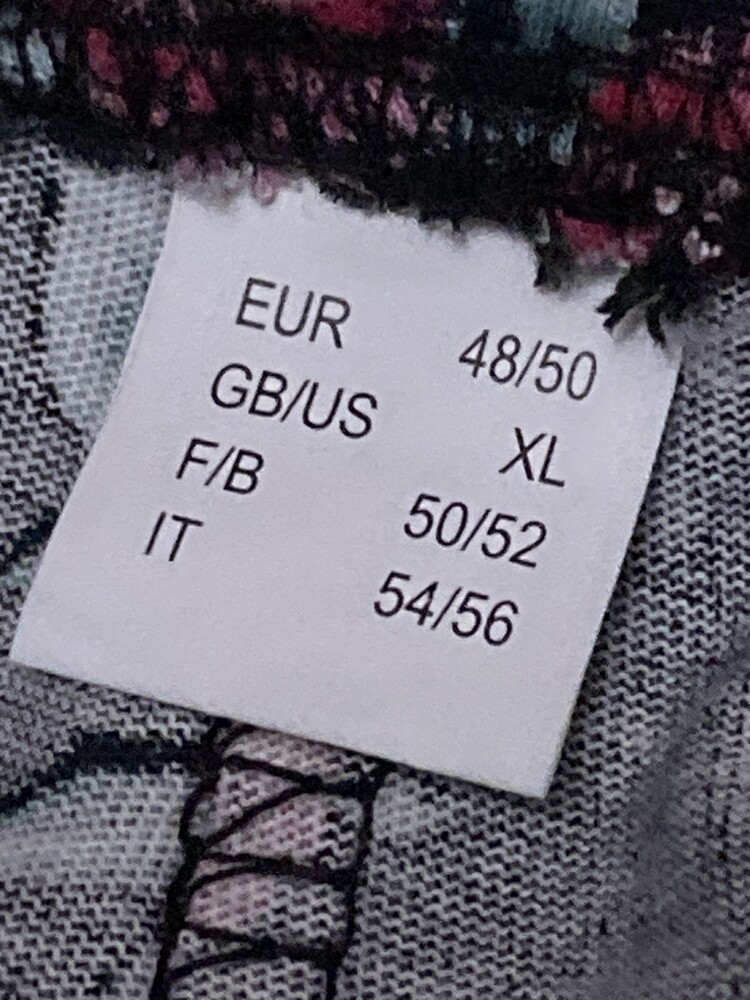 EUR 48/50
GB/US XL
F/B 50/52
IT 54/56